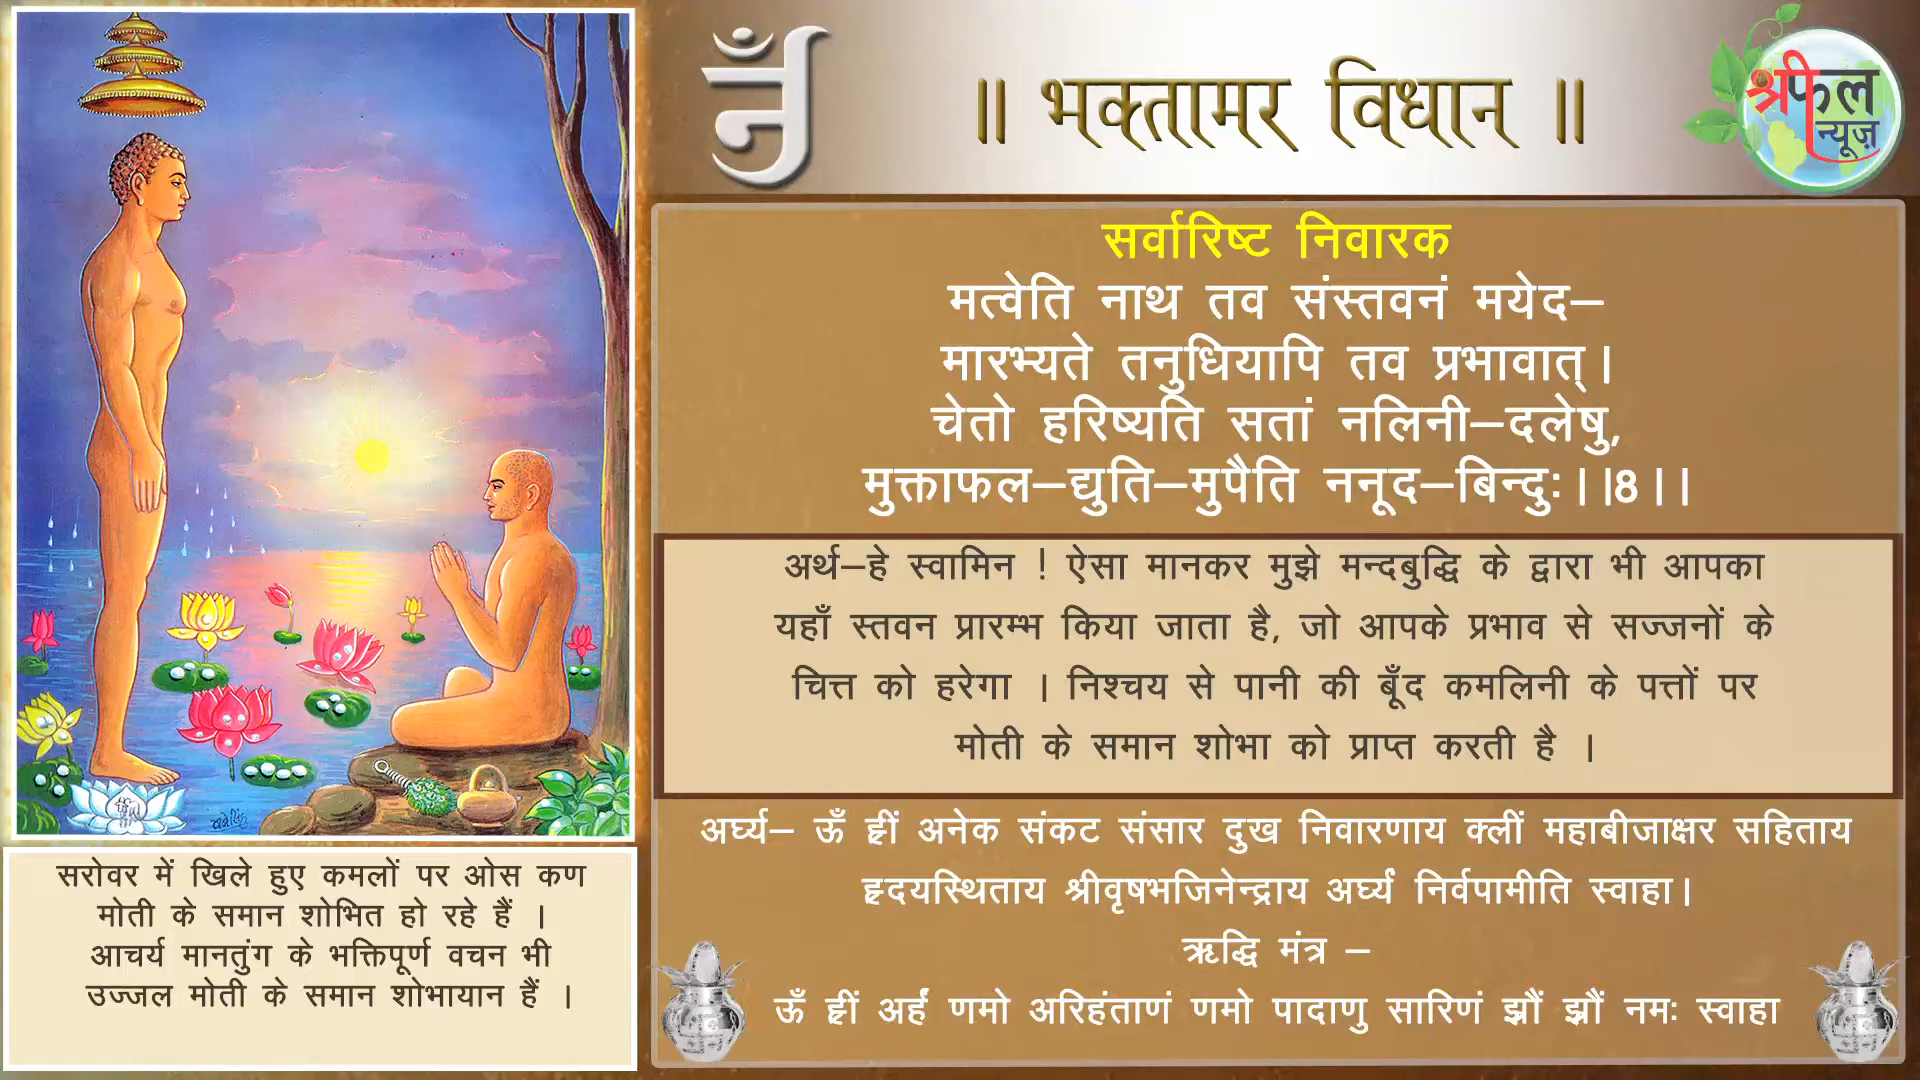 ॥ भक्तामर विधान ॥
श्रीफल
न्यूज़
सर्वारिष्ट निवारक
मत्वेति नाथ तव संस्तवनं मयेद–
मारभ्यते तनुधियापि तव प्रभावात्।
चेतो हरिष्यति सतां नलिनी–दलेषु,
मुक्ताफल–द्युति–मुपैति ननूद–बिन्दुः।।8।।
अर्थ–हे स्वामिन ! ऐसा मानकर मुझे मन्दबुद्धि के द्वारा भी आपका
यहाँ स्तवन प्रारम्भ किया जाता है, जो आपके प्रभाव से सज्जनों के
चित्त को हरेगा । निश्चय से पानी की बूँद कमलिनी के पत्तों पर
मोती के समान शोभा को प्राप्त करती है ।
अर्घ्य– ऊँ ह्रीं अनेक संकट संसार दुख निवारणाय क्लीं महाबीजाक्षर सहिताय
हृदयस्थिताय श्रीवृषभजिनेन्द्राय अर्घ्यं निर्वपामीति स्वाहा।
ऋद्धि मंत्र –
ऊँ ह्रीं अर्हं णमो अरिहंताणं णमो पादाणु सारिणं झ्रौं झ्रौं नमः स्वाहा
सरोवर में खिले हुए कमलों पर ओस कण
मोती के समान शोभित हो रहे हैं ।
आचर्य मानतुंग के भक्तिपूर्ण वचन भी
उज्जल मोती के समान शोभायान हैं ।